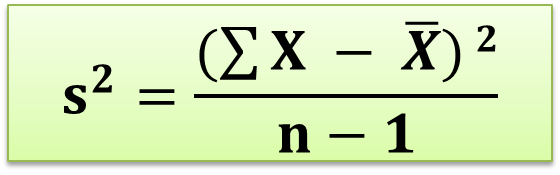 s² = (∑ X − X̅)² / n − 1